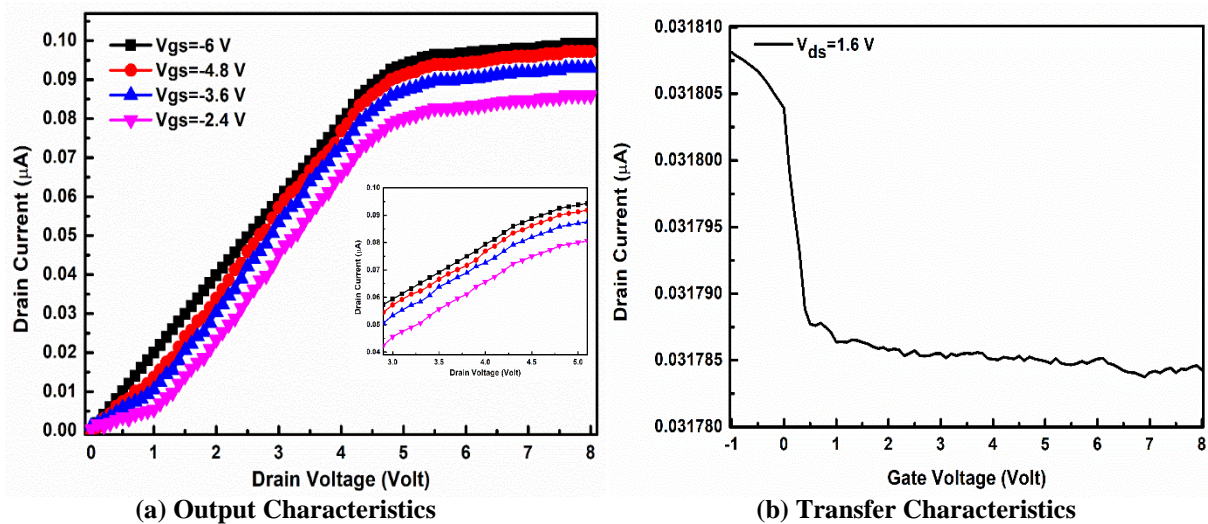 0.10
0.09
0.08
0.07
0.06
0.05
0.04
0.03
0.02
0.01
0.00
Drain Current (μA)
Vgs=-6 V
Vgs=-4.8 V
Vgs=-3.6 V
Vgs=-2.4 V
0.10
0.09
0.08
0.07
0.06
0.05
0.04
Drain Current (μA)
3.0 3.5 4.0 4.5 5.0
Drain Voltage (Volt)
0 1 2 3 4 5 6 7 8
Drain Voltage (Volt)
(a) Output Characteristics
0.031810
0.031805
0.031800
0.031795
0.031790
0.031785
0.031780
Drain Current (μA)
Vds=1.6 V
-1 0 1 2 3 4 5 6 7 8
Gate Voltage (Volt)
(b) Transfer Characteristics